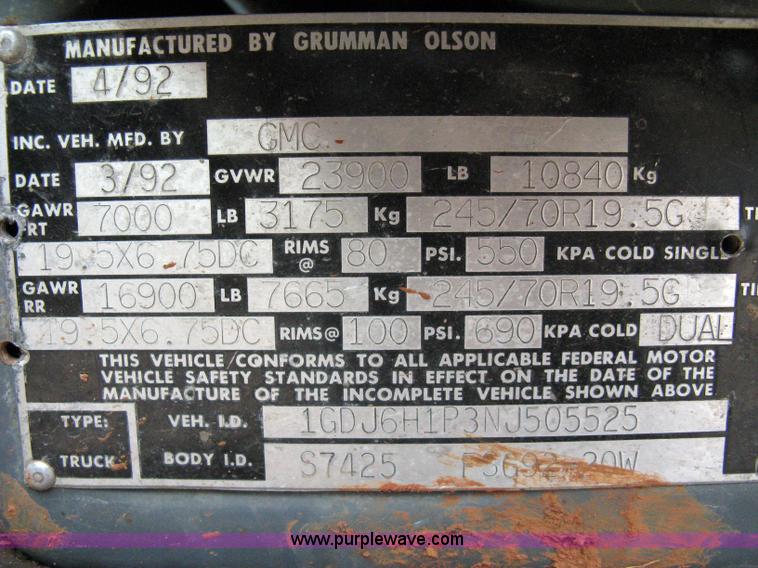 MANUFACTURED BY GRUMMAN OLSON
DATE 4/92
INC. VEH. MFD. BY GMC
DATE 3/92 GVWR 23900 LB 10840 Kg
GAWR FRT 7000 LB 3175 Kg 245/70R19.5G
19.5X6.75DC RIMS @ 80 PSI. 550 KPA COLD SINGLE
GAWR RR 16900 LB 7665 Kg 245/70R19.5G
19.5X6.75DC RIMS @ 100 PSI. 690 KPA COLD DUAL
THIS VEHICLE CONFORMS TO ALL APPLICABLE FEDERAL MOTOR
VEHICLE SAFETY STANDARDS IN EFFECT ON THE DATE OF THE
MANUFACTURE OF THE INCOMPLETE VEHICLE SHOWN ABOVE
TYPE: VEH. I.D. 1GDJ6H1P3NJ505525
TRUCK BODY I.D. S7425
www.purplewave.com